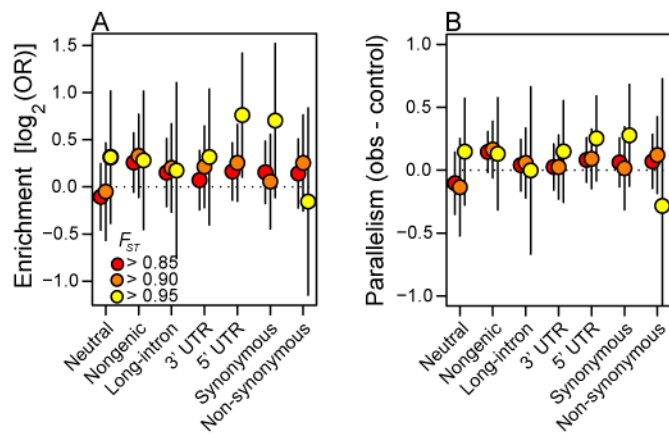 A
Enrichment [log2(OR)]
1.5
1.0
0.5
0.0
−0.5
−1.0
FST
> 0.85
> 0.90
> 0.95
Neutral
Nongenic
Long-intron
3' UTR
5' UTR
Synonymous
Non-synonymous
B
Parallelism (obs - control)
1.0
0.5
0.0
−0.5
−1.0
Neutral
Nongenic
Long-intron
3' UTR
5' UTR
Synonymous
Non-synonymous